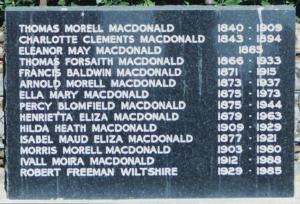 THOMAS MORELL MACDONALD 1840 - 1909
CHARLOTTE CLEMENTS MACDONALD 1843 - 1894
ELEANOR MAY MACDONALD 1865
THOMAS FORSAITH MACDONALD 1866 - 1933
FRANCIS BALDWIN MACDONALD 1871 - 1915
ARNOLD MORELL MACDONALD 1873 - 1937
ELLA MARY MACDONALD 1875 - 1973
PERCY BLOMFIELD MACDONALD 1875 - 1944
HENRIETTA ELIZA MACDONALD 1879 - 1963
HILDA HEATH MACDONALD 1909 - 1929
ISABEL MAUD ELIZA MACDONALD 1877 - 1921
MORRIS MORELL MACDONALD 1903 - 1980
IVALL MOIRA MACDONALD 1912 - 1988
ROBERT FREEMAN WILTSHIRE 1929 - 1985